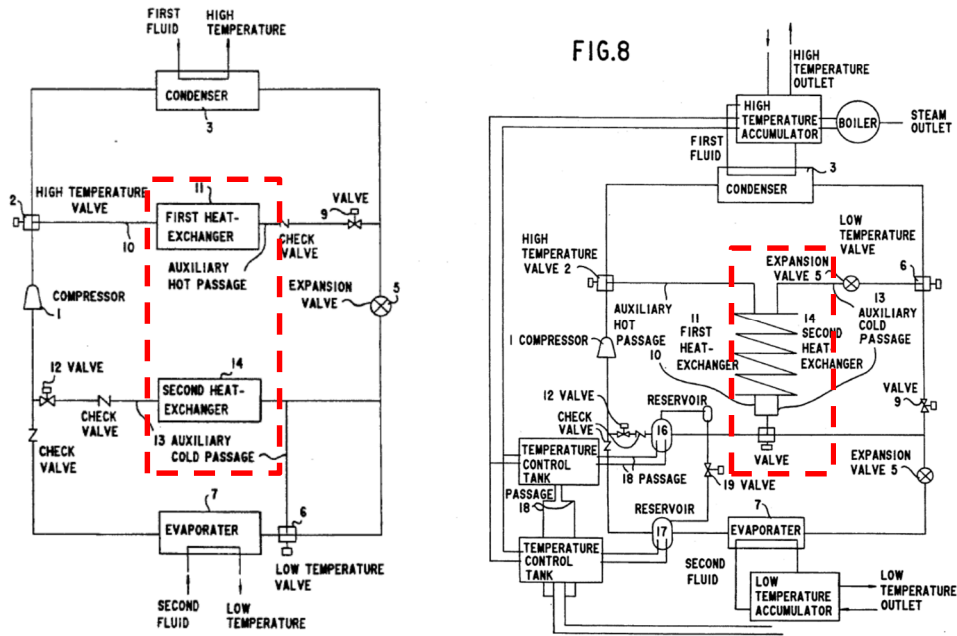 FIRST
FLUID
HIGH
TEMPERATURE
CONDENSER
3
2
HIGH TEMPERATURE
VALVE
10
11
FIRST HEAT-
EXCHANGER
AUXILIARY
HOT PASSAGE
VALVE
9
CHECK
VALVE
COMPRESSOR
1
EXPANSION
VALVE
5
12 VALVE
CHECK
VALVE
14
SECOND HEAT-
EXCHANGER
13 AUXILIARY
COLD PASSAGE
CHECK VALVE
7
EVAPORATER
6
LOW TEMPERATURE
VALVE
SECOND
FLUID
LOW
TEMPERATURE
FIG.8
HIGH
TEMPERATURE
OUTLET
HIGH
TEMPERATURE
ACCUMULATOR
BOILER
STEAM
OUTLET
FIRST
FLUID
3
CONDENSER
HIGH
TEMPERATURE
VALVE 2
LOW
TEMPERATURE
VALVE
EXPANSION
VALVE 5
6
AUXILIARY
HOT
PASSAGE
13
AUXILIARY
COLD
PASSAGE
1 COMPRESSOR
11
FIRST
HEAT-
EXCHANGER
14
SECOND
HEAT-
EXCHANGER
10
12 VALVE
CHECK
VALVE
RESERVOIR
16
VALVE
9
VALVE
TEMPERATURE
CONTROL
TANK
18 PASSAGE
19 VALVE
EXPANSION
VALVE 5
PASSAGE
18
RESERVOIR
17
7
EVAPORATER
TEMPERATURE
CONTROL
TANK
SECOND
FLUID
LOW
TEMPERATURE
ACCUMULATOR
LOW
TEMPERATURE
OUTLET